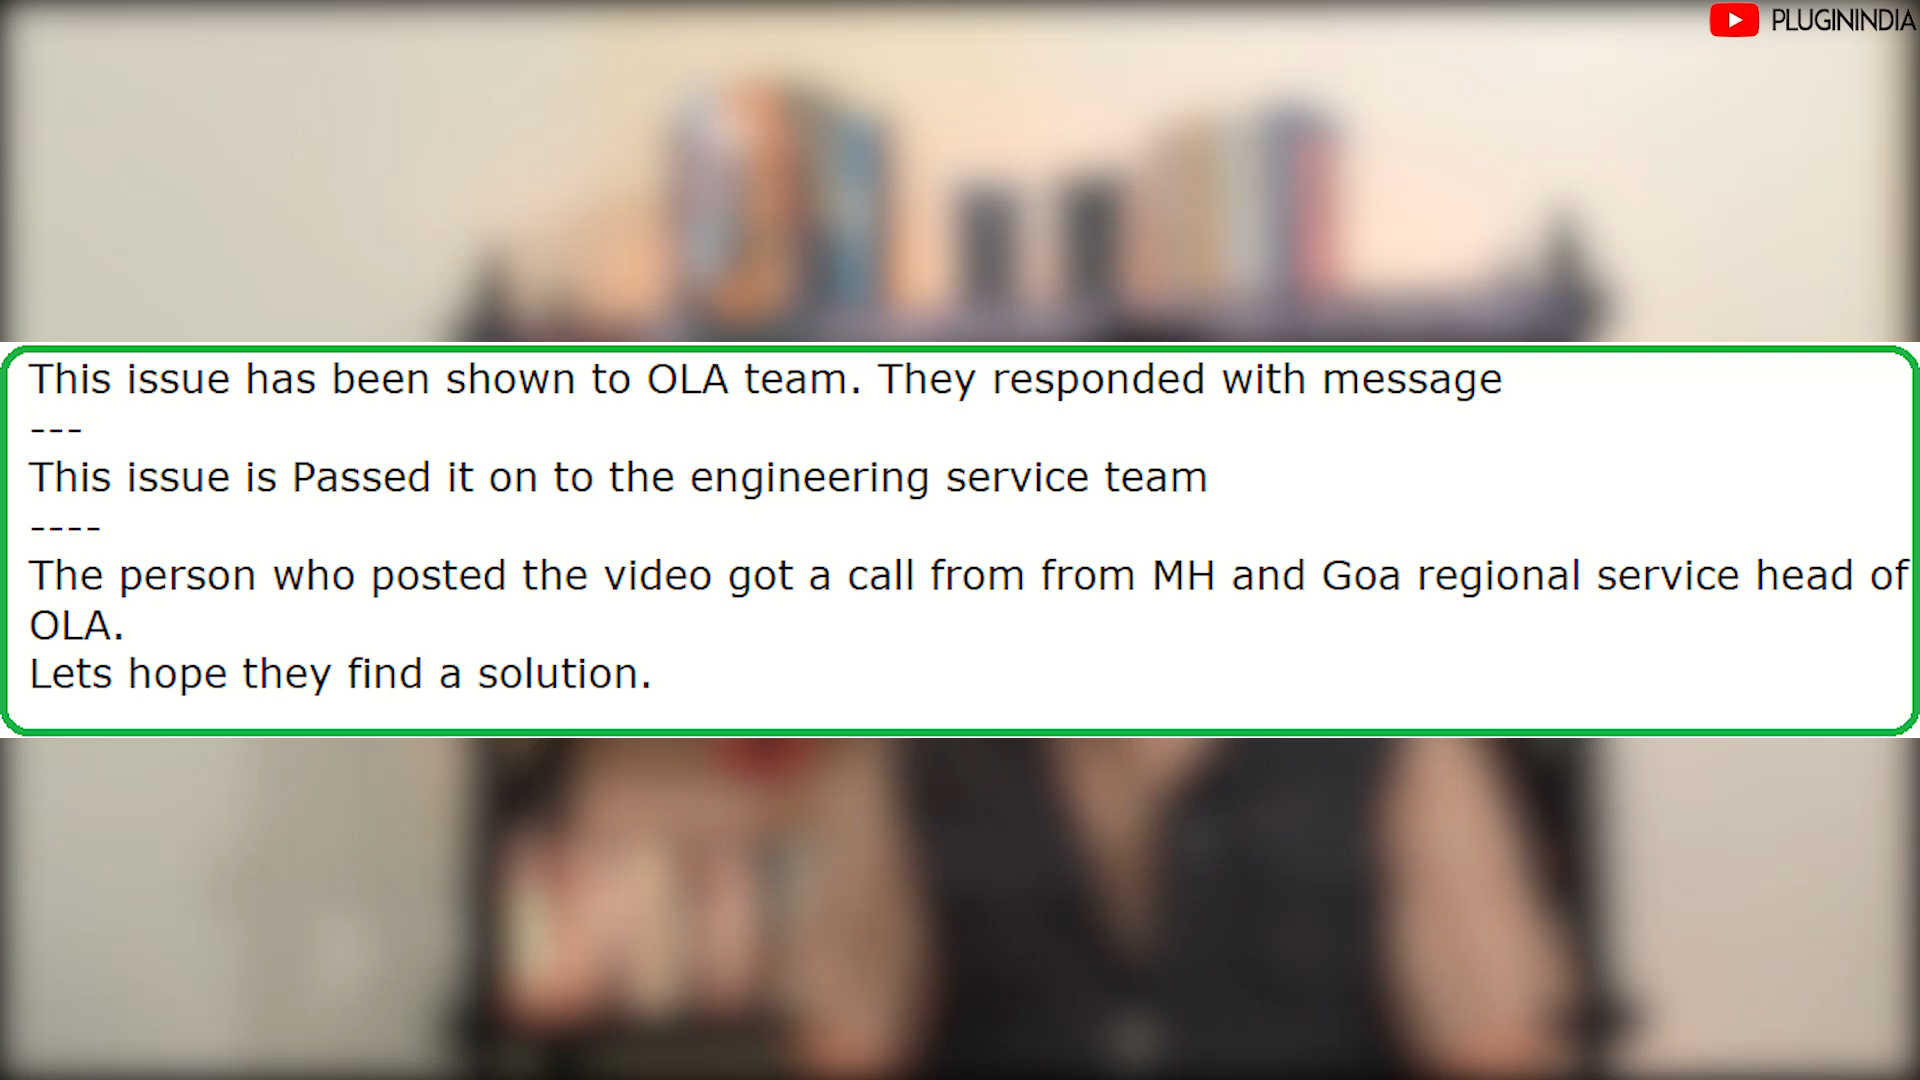 PLUGININDIA
This issue has been shown to OLA team. They responded with message
---
This issue is Passed it on to the engineering service team
----
The person who posted the video got a call from from MH and Goa regional service head of
OLA.
Lets hope they find a solution.